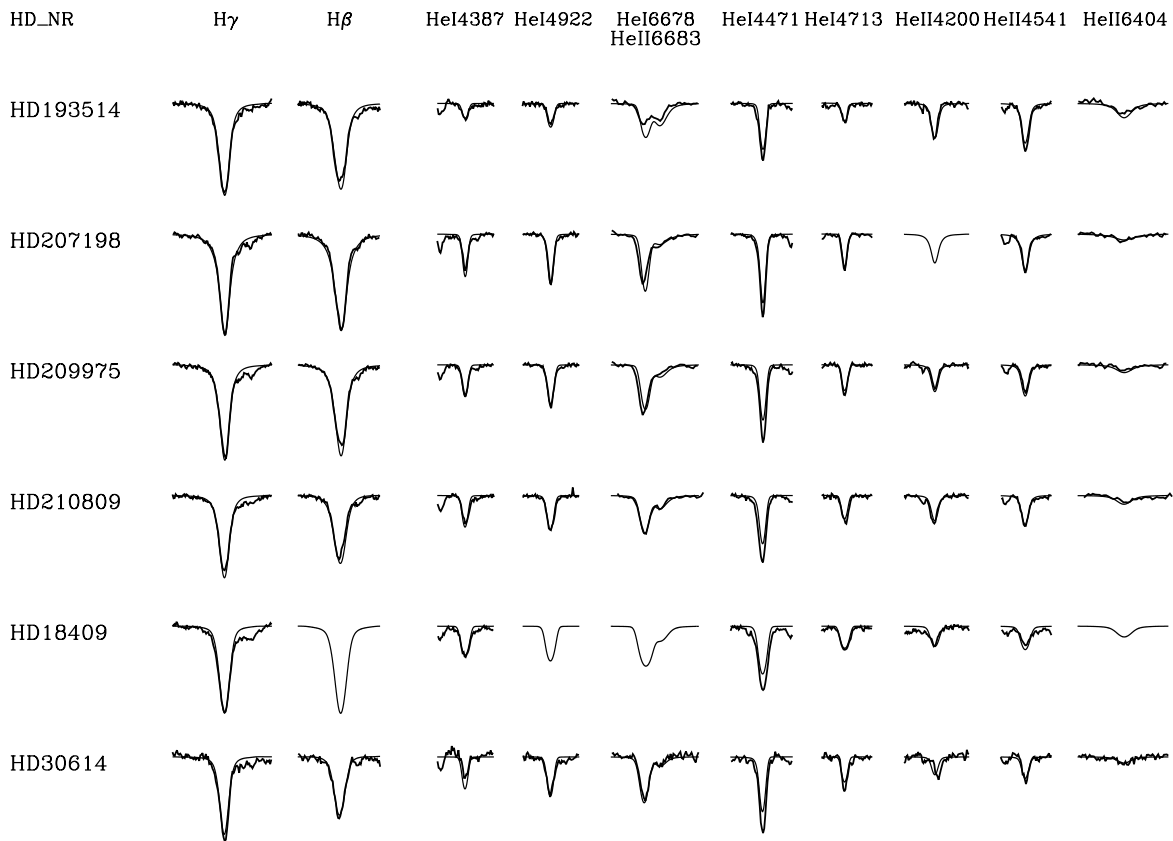 HD_NR Hγ Hβ HeI4387 HeI4922 HeI6678 HeI4471 HeI4713 HeII4200 HeII4541 HeII6404
HeII6683
HD193514
HD207198
HD209975
HD210809
HD18409
HD30614